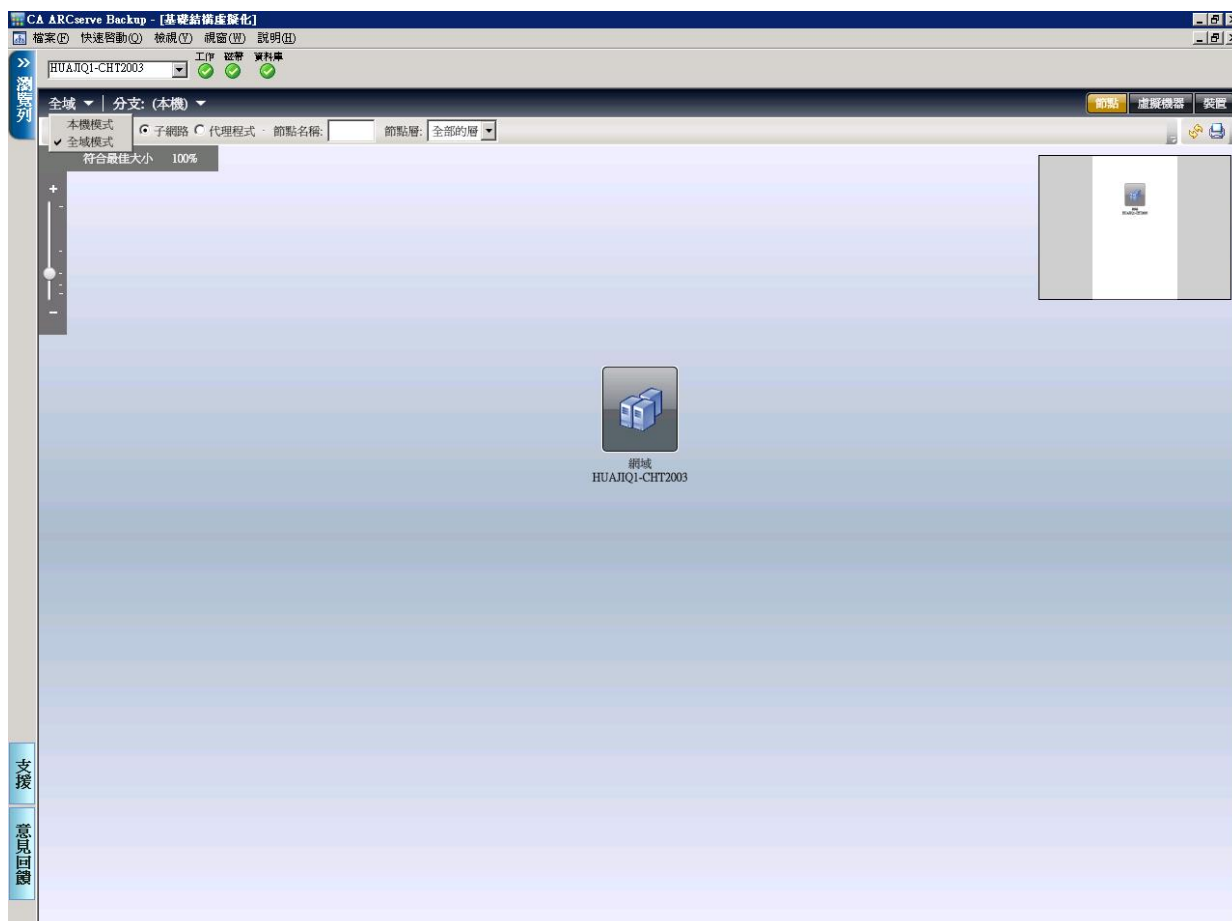 CA ARCserve Backup - [基礎結構虛擬化]
檔案(F) 快速啓動(Q) 檢視(Y) 視窗(W) 說明(H)
HUAJIQ1-CHT2003 工作 磁帶 資料庫
瀏覽列
全域 分支: (本機) 節點 虛擬機器 裝置
本機模式
全域模式
子網路 代理程式 節點名稱: 節點層: 全部的層
符合最佳大小 100%
網域
HUAJIQ1-CHT2003
支援
意見回饋